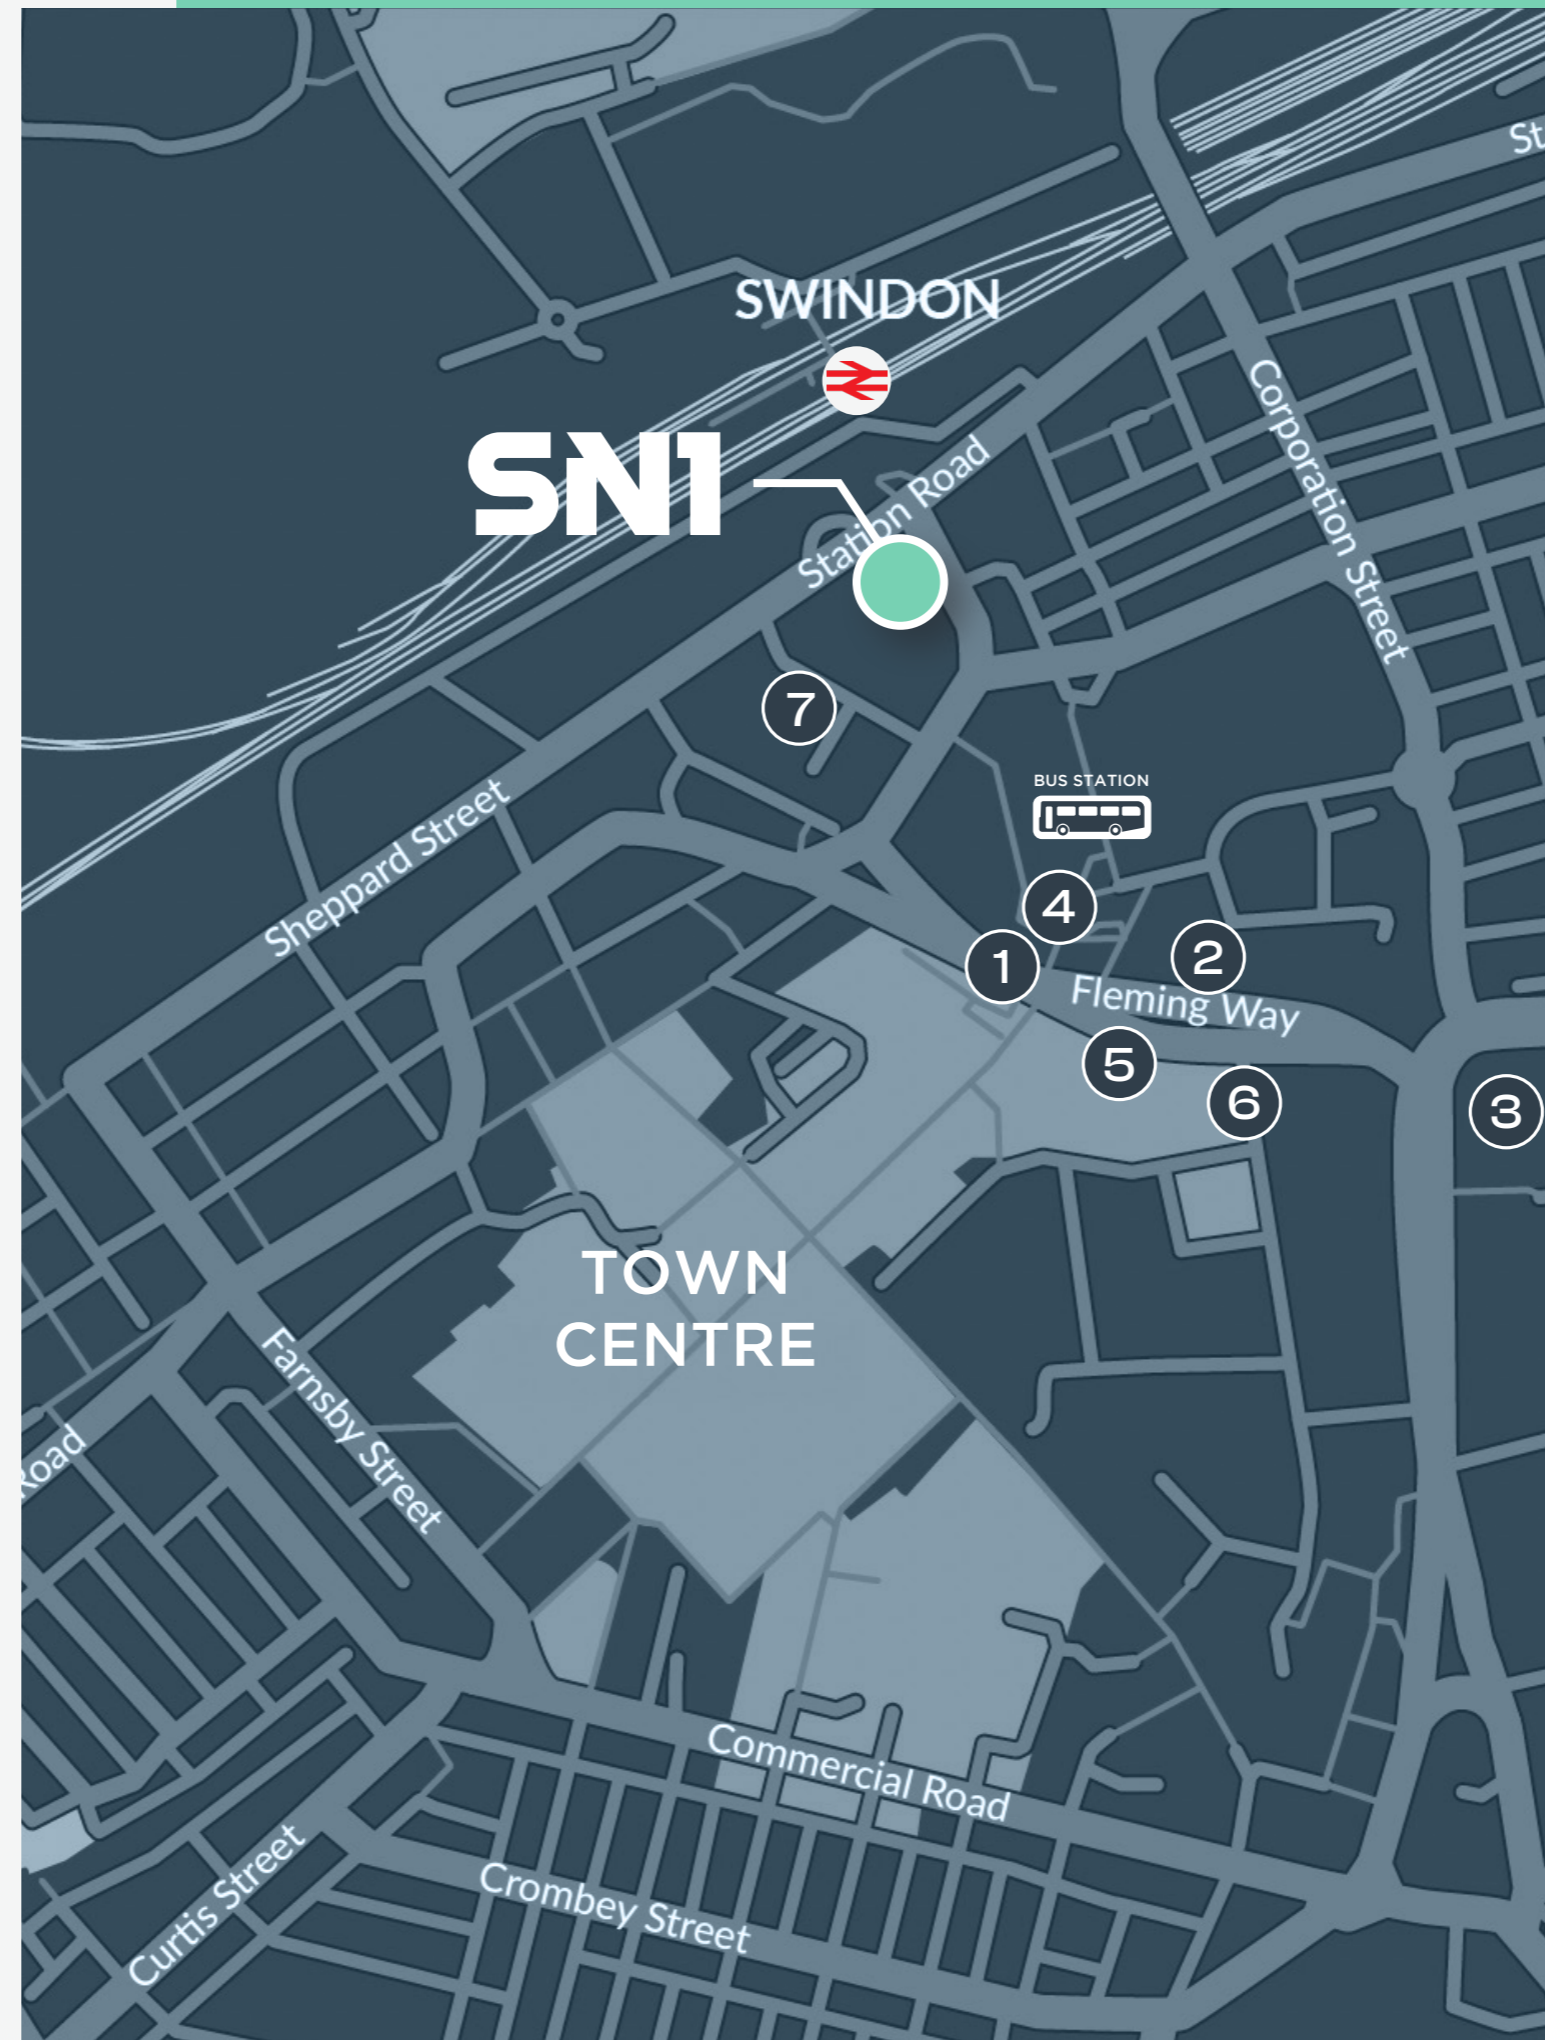 St
SWINDON
SN1
Station Road
Corporation Street
7
BUS STATION
Sheppard Street
4
1
2
Fleming Way
5
6
3
TOWN
CENTRE
Farnsby Street
Road
Commercial Road
Crombey Street
Curtis Street